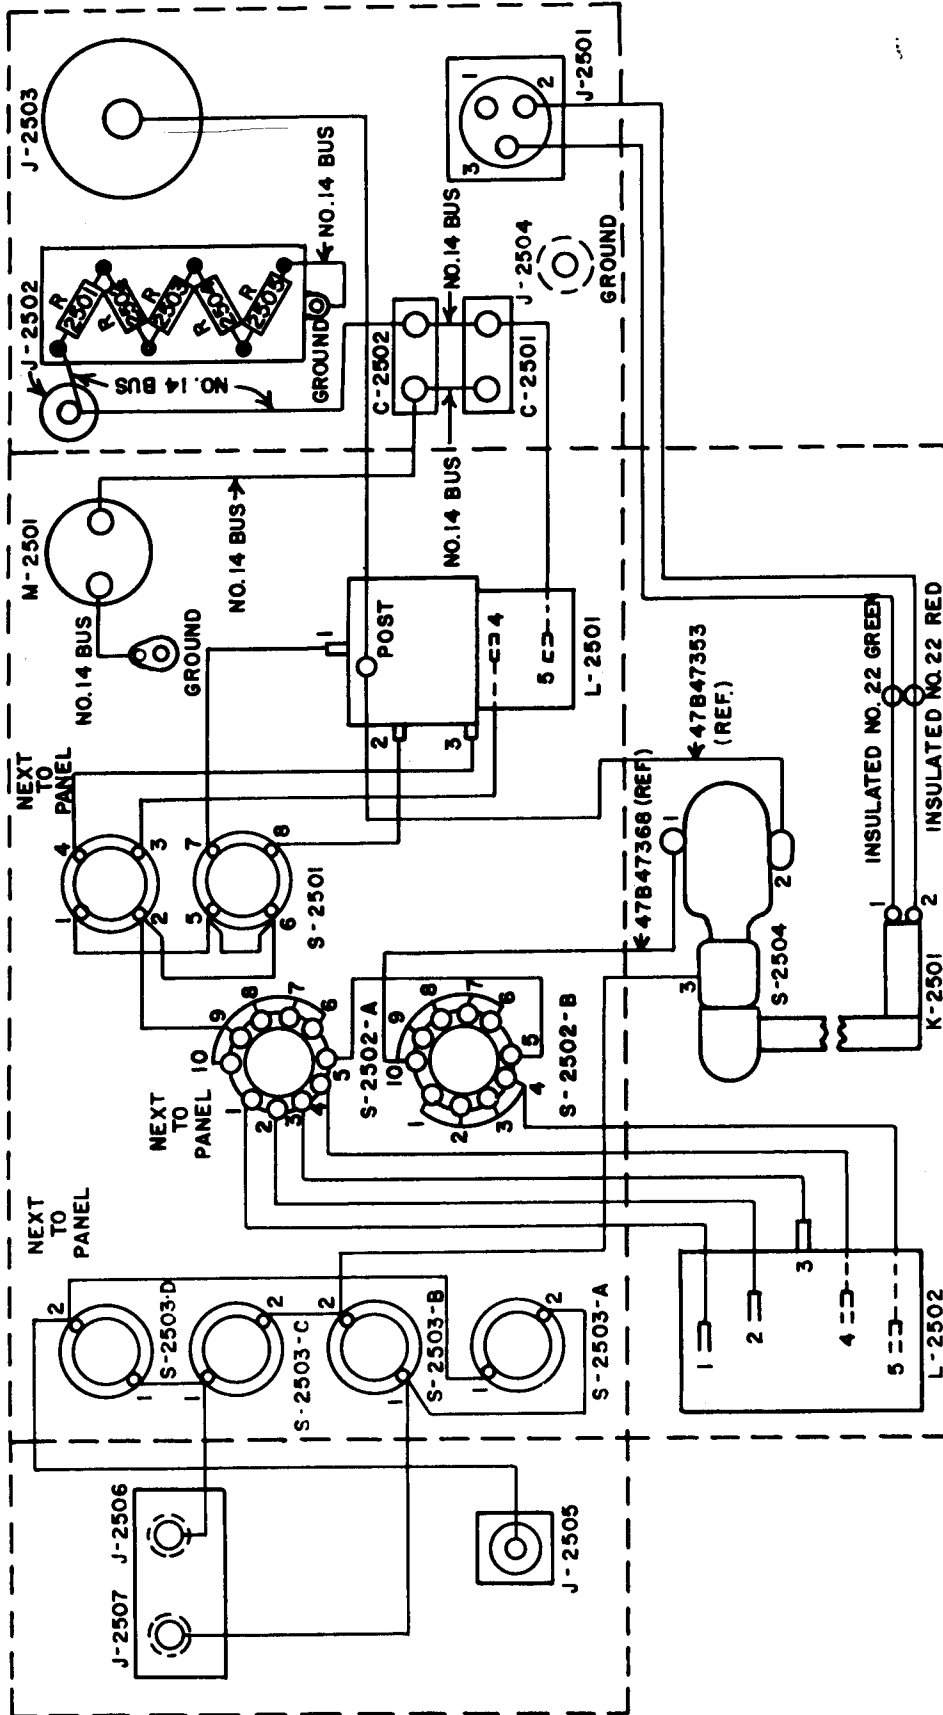 J-2507
J-2506
J-2505
NEXT
TO
PANEL
2
1
S-2503-D
1
2
S-2503-C
2
1
S-2503-B
1
2
S-2503-A
NEXT
TO
PANEL
1
2
3
4
5
6
7
8
9
10
S-2502-A
1
2
3
4
5
6
7
8
9
10
S-2502-B
NEXT
TO
PANEL
1
2
3
4
5
6
7
8
S-2501
M-2501
NO.14 BUS
GROUND
NO.14 BUS
1
2
3
POST
4
5
L-2501
J-2502
R
2501
R
2502
R
2503
R
2504
R
2505
NO.14 BUS
NO.14 BUS
GROUND
J-2503
C-2502
C-2501
NO.14 BUS
NO.14 BUS
J-2504
GROUND
1
2
3
J-2501
47B47368 (REF)
47B47353
(REF.)
1
2
3
S-2504
1
2
K-2501
INSULATED NO.22 GREEN
INSULATED NO.22 RED
1
2
3
4
5
L-2502